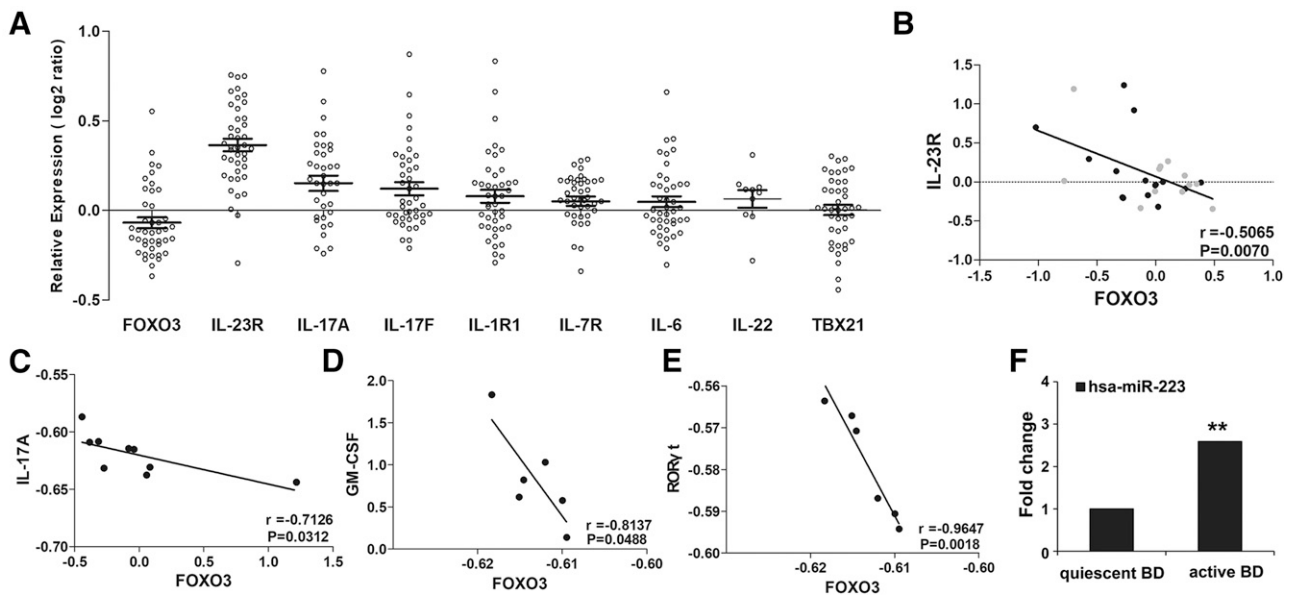 A
Relative Expression ( log2 ratio)
1.0
0.5
0.0
-0.5
FOXO3 IL-23R IL-17A IL-17F IL-1R1 IL-7R IL-6 IL-22 TBX21
B
IL-23R
1.5
1.0
0.5
0.0
-0.5
-1.0
-1.5 -1.0 -0.5 0.0 0.5 1.0
FOXO3
r =-0.5065
P=0.0070
C
IL-17A
-0.55
-0.60
-0.65
-0.70
-0.5 0.0 0.5 1.0 1.5
FOXO3
r =-0.7126
P=0.0312
D
GM-CSF
2.0
1.5
1.0
0.5
0.0
-0.62 -0.61 -0.60
FOXO3
r =-0.8137
P=0.0488
E
RORγ t
-0.56
-0.57
-0.58
-0.59
-0.60
-0.62 -0.61 -0.60
FOXO3
r =-0.9647
P=0.0018
F
Fold change
4
3
2
1
0
hsa-miR-223
**
quiescent BD active BD